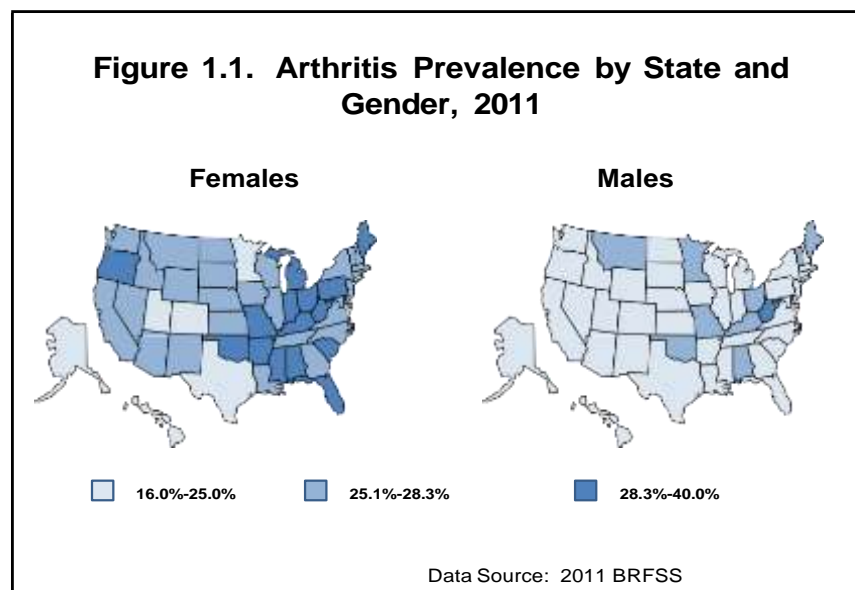 Figure 1.1. Arthritis Prevalence by State and
Gender, 2011
Females
Males
16.0%-25.0%
25.1%-28.3%
28.3%-40.0%
Data Source: 2011 BRFSS